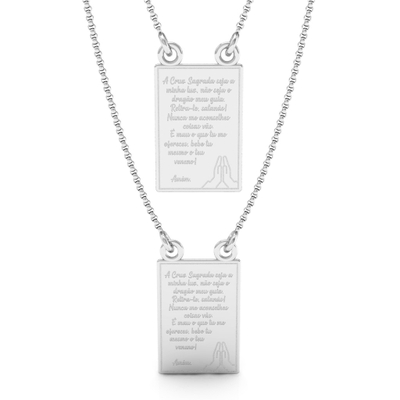 A Cruz Sagrada seja a
minha luz, não seja o
dragão meu guia.
Retira-te, satanás!
Nunca me aconselhes
coisas vãs.
É mau o que tu me
ofereces, bebe tu
mesmo o teu
veneno!
Amém.
A Cruz Sagrada seja a
minha luz, não seja o
dragão meu guia.
Retira-te, satanás!
Nunca me aconselhes
coisas vãs.
É mau o que tu me
ofereces, bebe tu
mesmo o teu
veneno!
Amém.